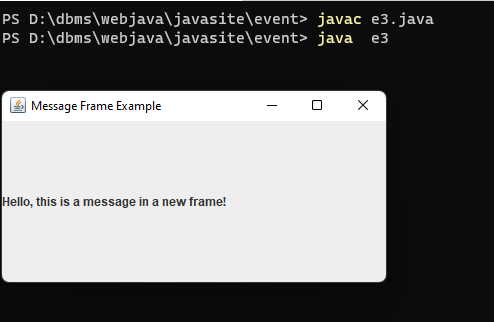 PS D:\dbms\webjava\javasite\event> javac e3.java
PS D:\dbms\webjava\javasite\event> java  e3
Message Frame Example
Hello, this is a message in a new frame!